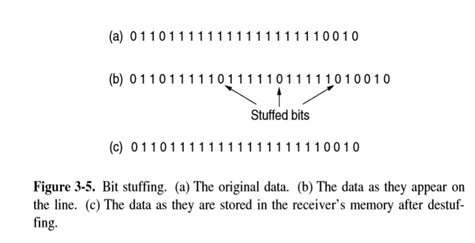 (a) 0 1 1 0 1 1 1 1 1 1 1 1 1 1 1 1 1 1 1 1 0 0 1 0
(b) 0 1 1 0 1 1 1 1 1 0 1 1 1 1 1 0 1 1 1 1 1 0 1 0 0 1 0
Stuffed bits
(c) 0 1 1 0 1 1 1 1 1 1 1 1 1 1 1 1 1 1 1 1 0 0 1 0
Figure 3-5. Bit stuffing. (a) The original data. (b) The data as they appear on
the line. (c) The data as they are stored in the receiver's memory after destuf-
fing.